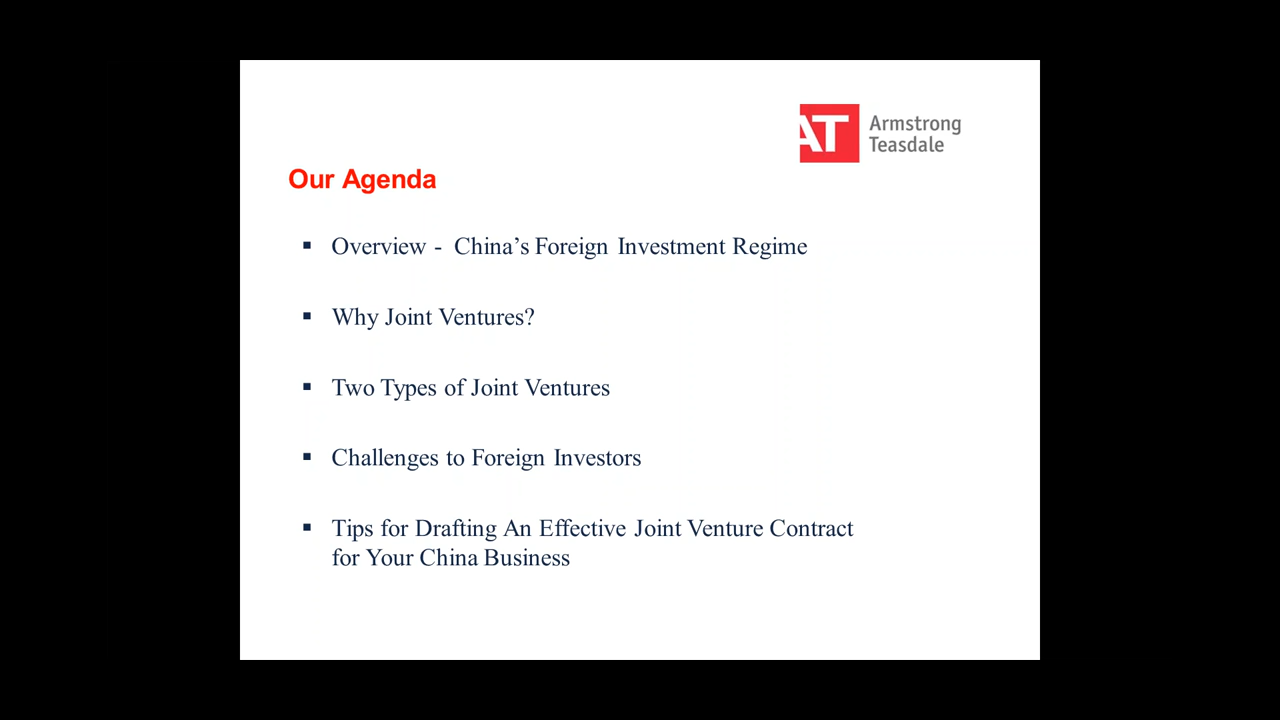 AT Armstrong
Teasdale
Our Agenda
▪ Overview - China’s Foreign Investment Regime
▪ Why Joint Ventures?
▪ Two Types of Joint Ventures
▪ Challenges to Foreign Investors
▪ Tips for Drafting An Effective Joint Venture Contract
for Your China Business